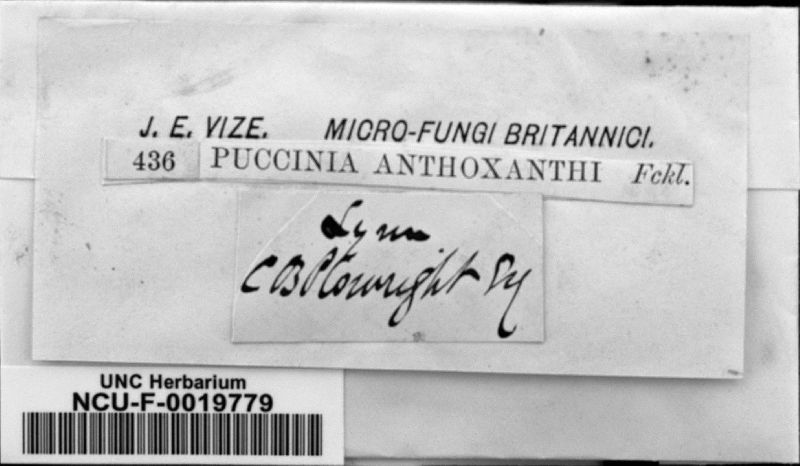 J. E. VIZE. MICRO-FUNGI BRITANNICI.
436 PUCCINIA ANTHOXANTHI Fckl.
Lynn
C B Plowright Esq
UNC Herbarium
NCU-F-0019779